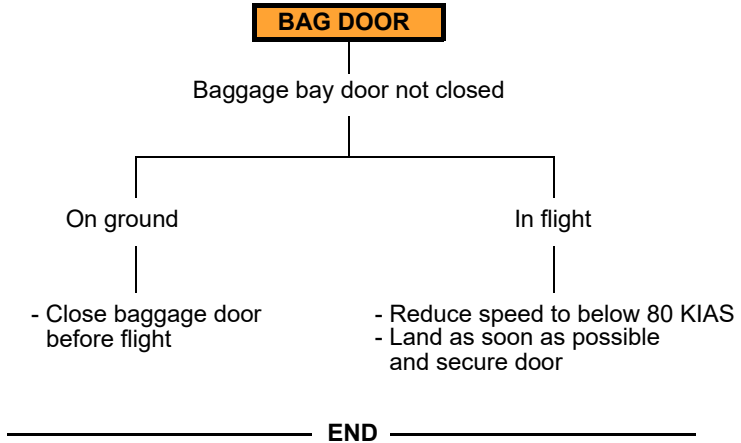 BAG DOOR
Baggage bay door not closed
On ground
In flight
- Close baggage door
before flight
- Reduce speed to below 80 KIAS
- Land as soon as possible
and secure door
END